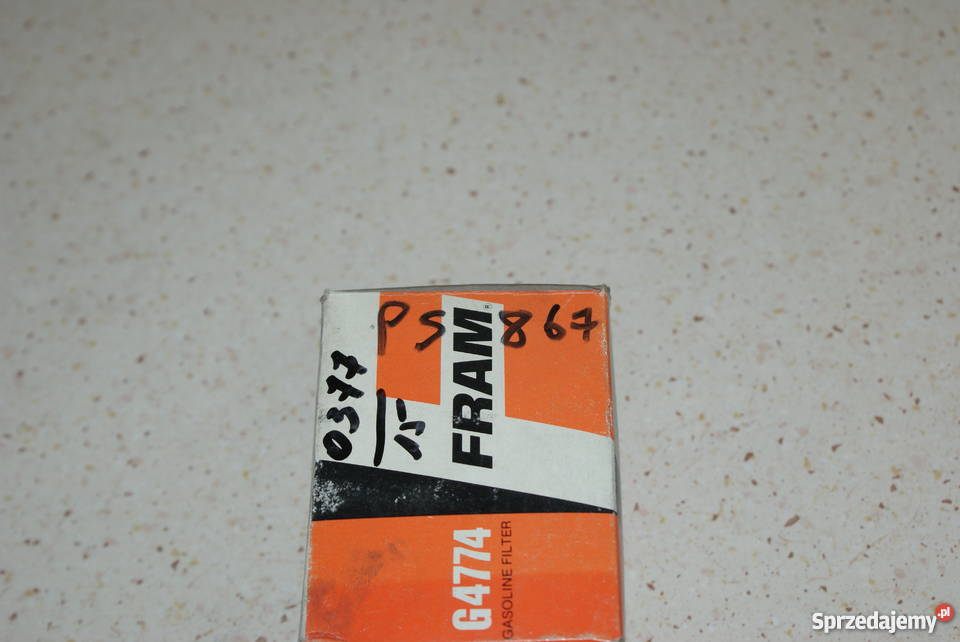 PS 867
0377
15
FRAM
G4774
GASOLINE FILTER
Sprzedajemy.pl